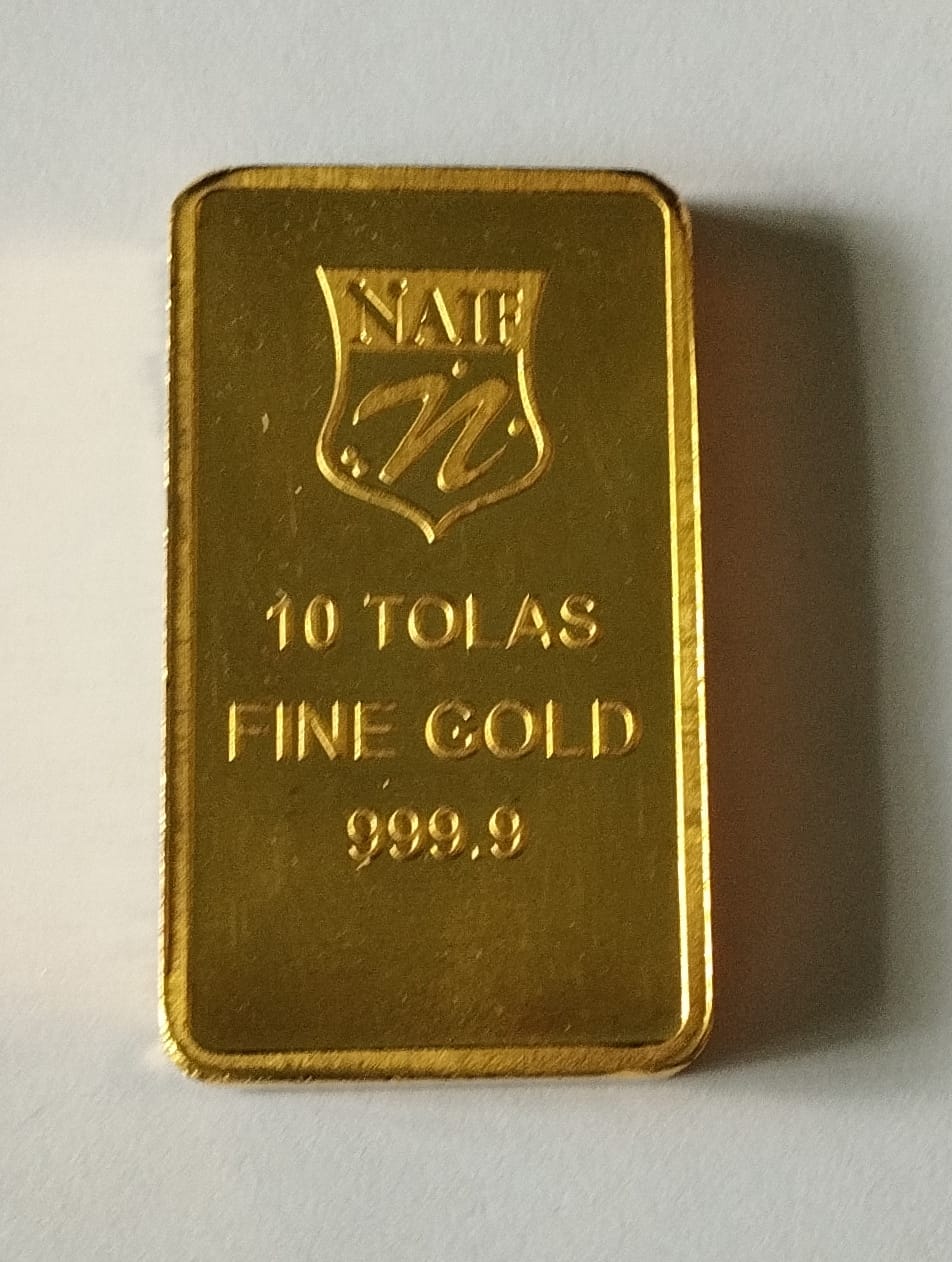 NAIF
n
10 TOLAS
FINE GOLD
999.9